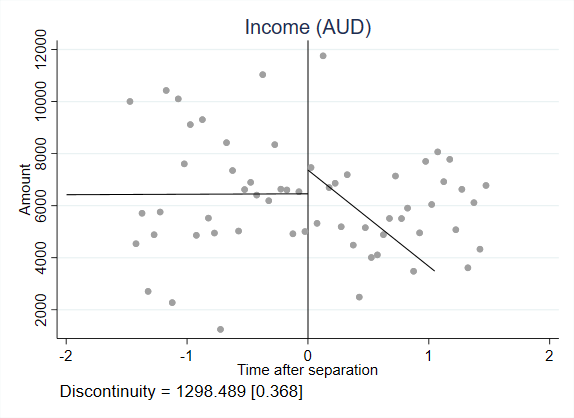 Income (AUD)
12000
10000
8000
6000
4000
2000
Amount
-2 -1 0 1 2
Time after separation
Discontinuity = 1298.489 [0.368]